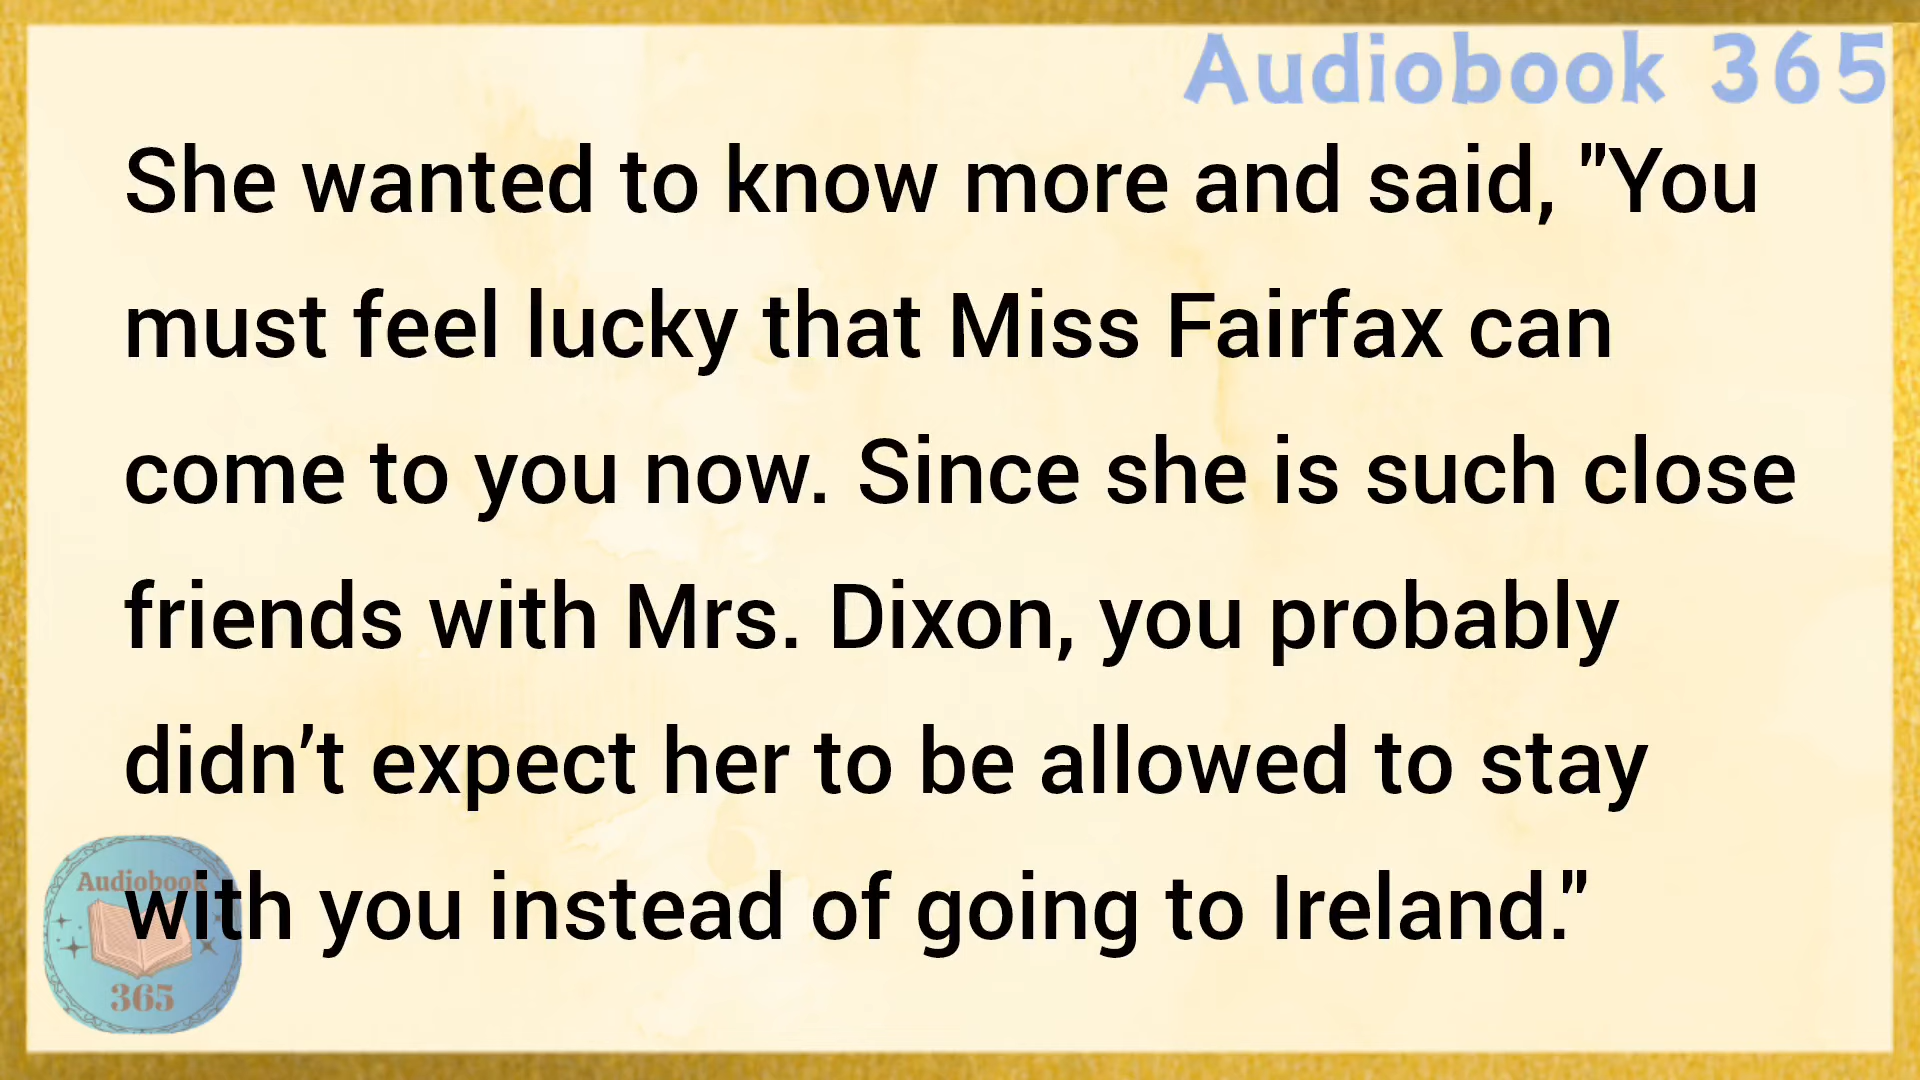 Audiobook 365
She wanted to know more and said, "You
must feel lucky that Miss Fairfax can
come to you now. Since she is such close
friends with Mrs. Dixon, you probably
didn’t expect her to be allowed to stay
with you instead of going to Ireland."
Audiobook
365